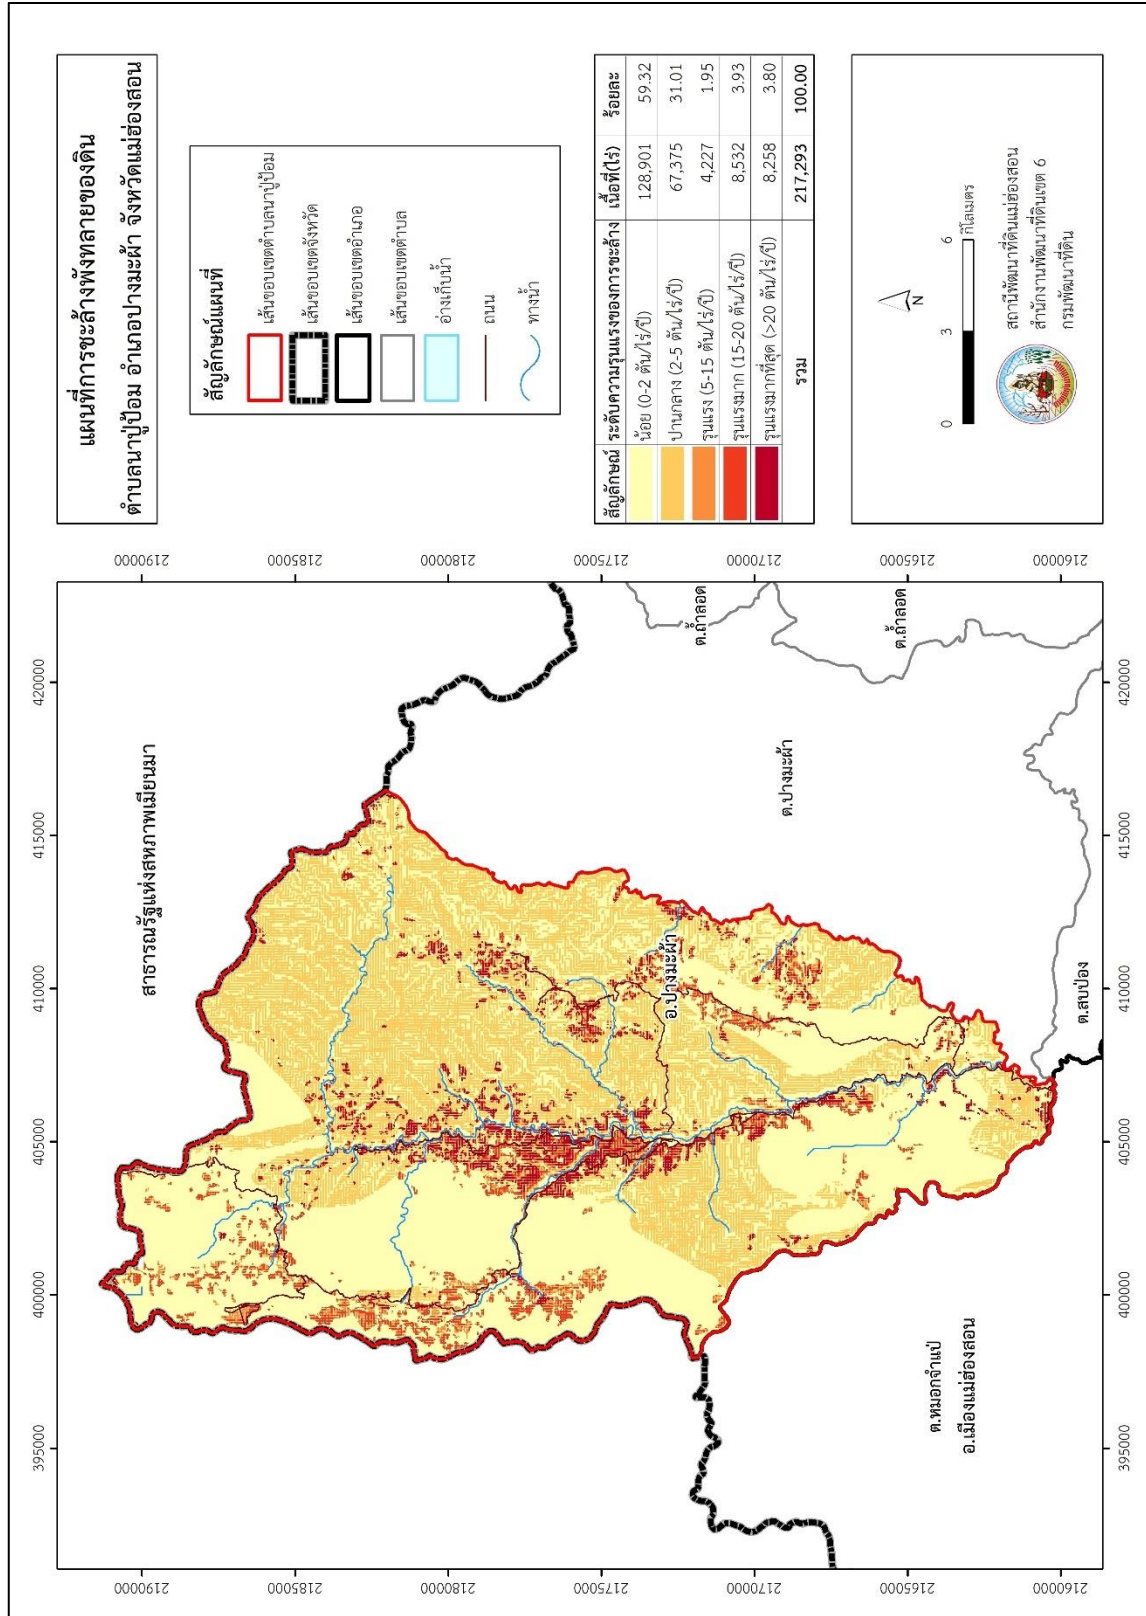 แผนที่การชะล้างพังทลายของดิน
ตำบลนาปู่ป้อม อำเภอปางมะผ้า จังหวัดแม่ฮ่องสอน
สัญลักษณ์แผนที่
เส้นขอบเขตตำบลนาปู่ป้อม
เส้นขอบเขตจังหวัด
เส้นขอบเขตอำเภอ
เส้นขอบเขตตำบล
อ่างเก็บน้ำ
ถนน
ทางน้ำ
สัญลักษณ์ ระดับความรุนแรงของการชะล้าง เนื้อที่(ไร่) ร้อยละ
น้อย (0-2 ตัน/ไร่/ปี) 128,901 59.32
ปานกลาง (2-5 ตัน/ไร่/ปี) 67,375 31.01
รุนแรง (5-15 ตัน/ไร่/ปี) 4,227 1.95
รุนแรงมาก (15-20 ตัน/ไร่/ปี) 8,532 3.93
รุนแรงมากที่สุด (>20 ตัน/ไร่/ปี) 8,258 3.80
รวม 217,293 100.00
N
0 3 6
กิโลเมตร
สถานีพัฒนาที่ดินแม่ฮ่องสอน
สำนักงานพัฒนาที่ดินเขต 6
กรมพัฒนาที่ดิน
395000 400000 405000 410000 415000 420000
2190000 2190000
2185000 2185000
2180000 2180000
2175000 2175000
2170000 2170000
2165000 2165000
2160000 2160000
395000 400000 405000 410000 415000 420000
สาธารณรัฐแห่งสหภาพเมียนมา
ต.ถ้ำลอด
อ.ปางมะผ้า
ต.ปางมะผ้า
ต.ถ้ำลอด
ต.หมอกจำแป่
อ.เมืองแม่ฮ่องสอน
ต.สบป่อง